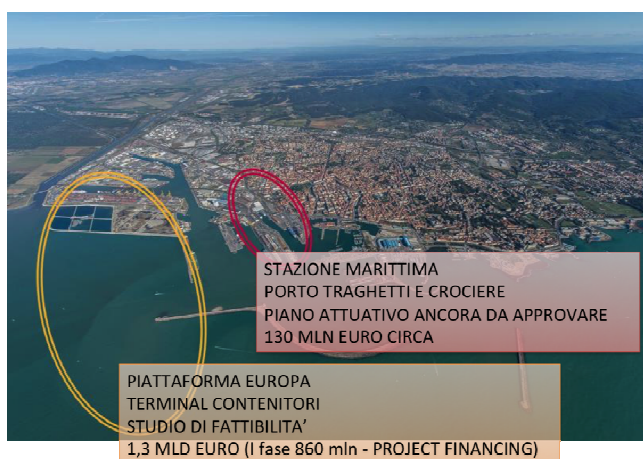 STAZIONE MARITTIMA
PORTO TRAGHETTI E CROCIERE
PIANO ATTUATIVO ANCORA DA APPROVARE
130 MLN EURO CIRCA
PIATTAFORMA EUROPA
TERMINAL CONTENITORI
STUDIO DI FATTIBILITA'
1,3 MLD EURO (I fase 860 mln - PROJECT FINANCING)